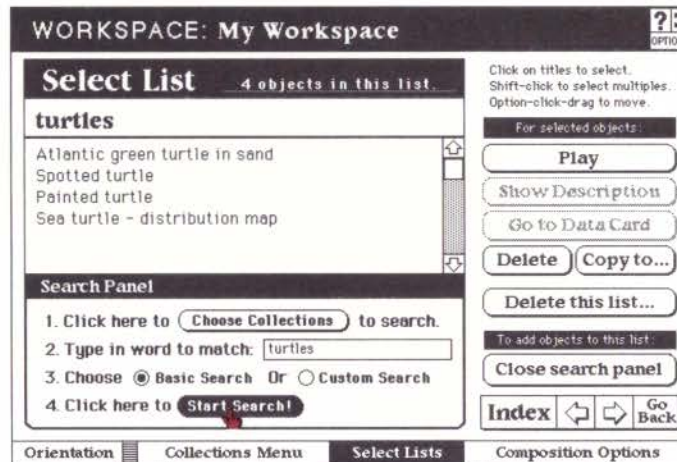 WORKSPACE: My Workspace
Select List 4 objects in this list.
turtles
Atlantic green turtle in sand
Spotted turtle
Painted turtle
Sea turtle - distribution map
Search Panel
1. Click here to Choose Collections to search.
2. Type in word to match: turtles
3. Choose Basic Search Or Custom Search
4. Click here to Start Search!
Click on titles to select.
Shift-click to select multiples.
Option-click-drag to move.
For selected objects:
Play
Show Description
Go to Data Card
Delete Copy to...
Delete this list...
To add objects to this list:
Close search panel
Index Go Back
Orientation Collections Menu Select Lists Composition Options